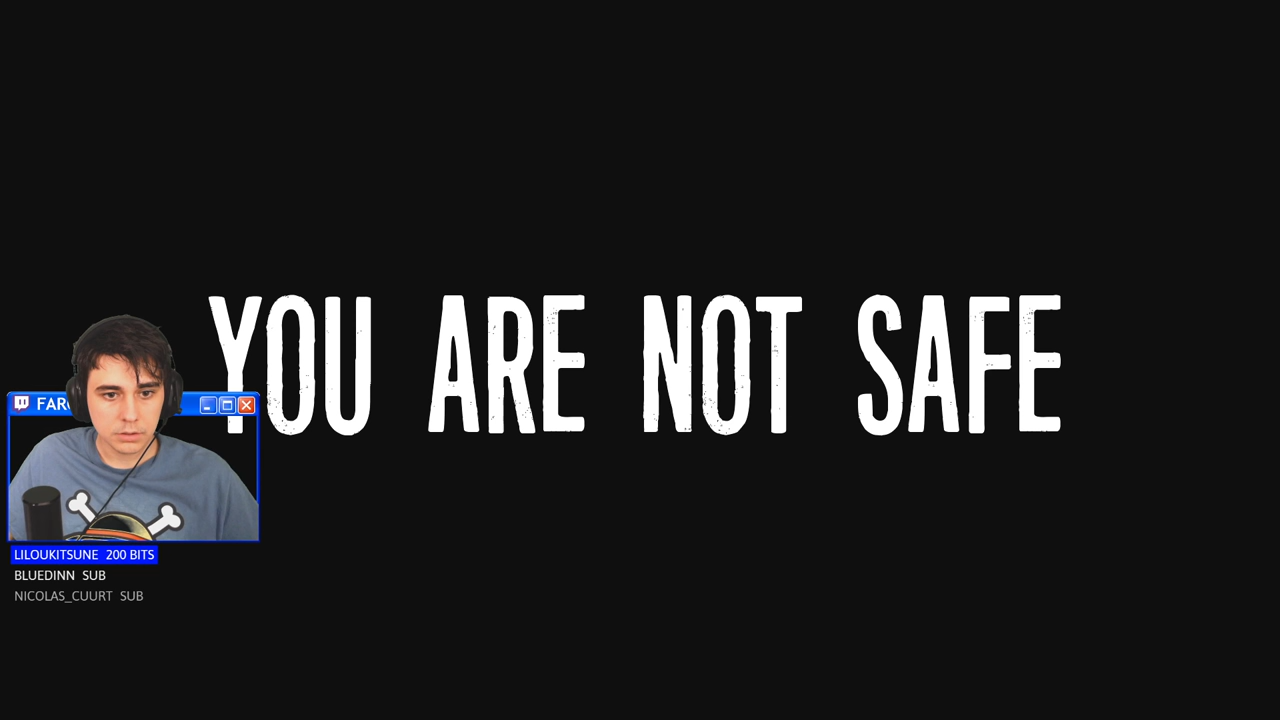 YOU ARE NOT SAFE
LILOUKITSUNE 200 BITS
BLUEDINN SUB
NICOLAS_CUURT SUB